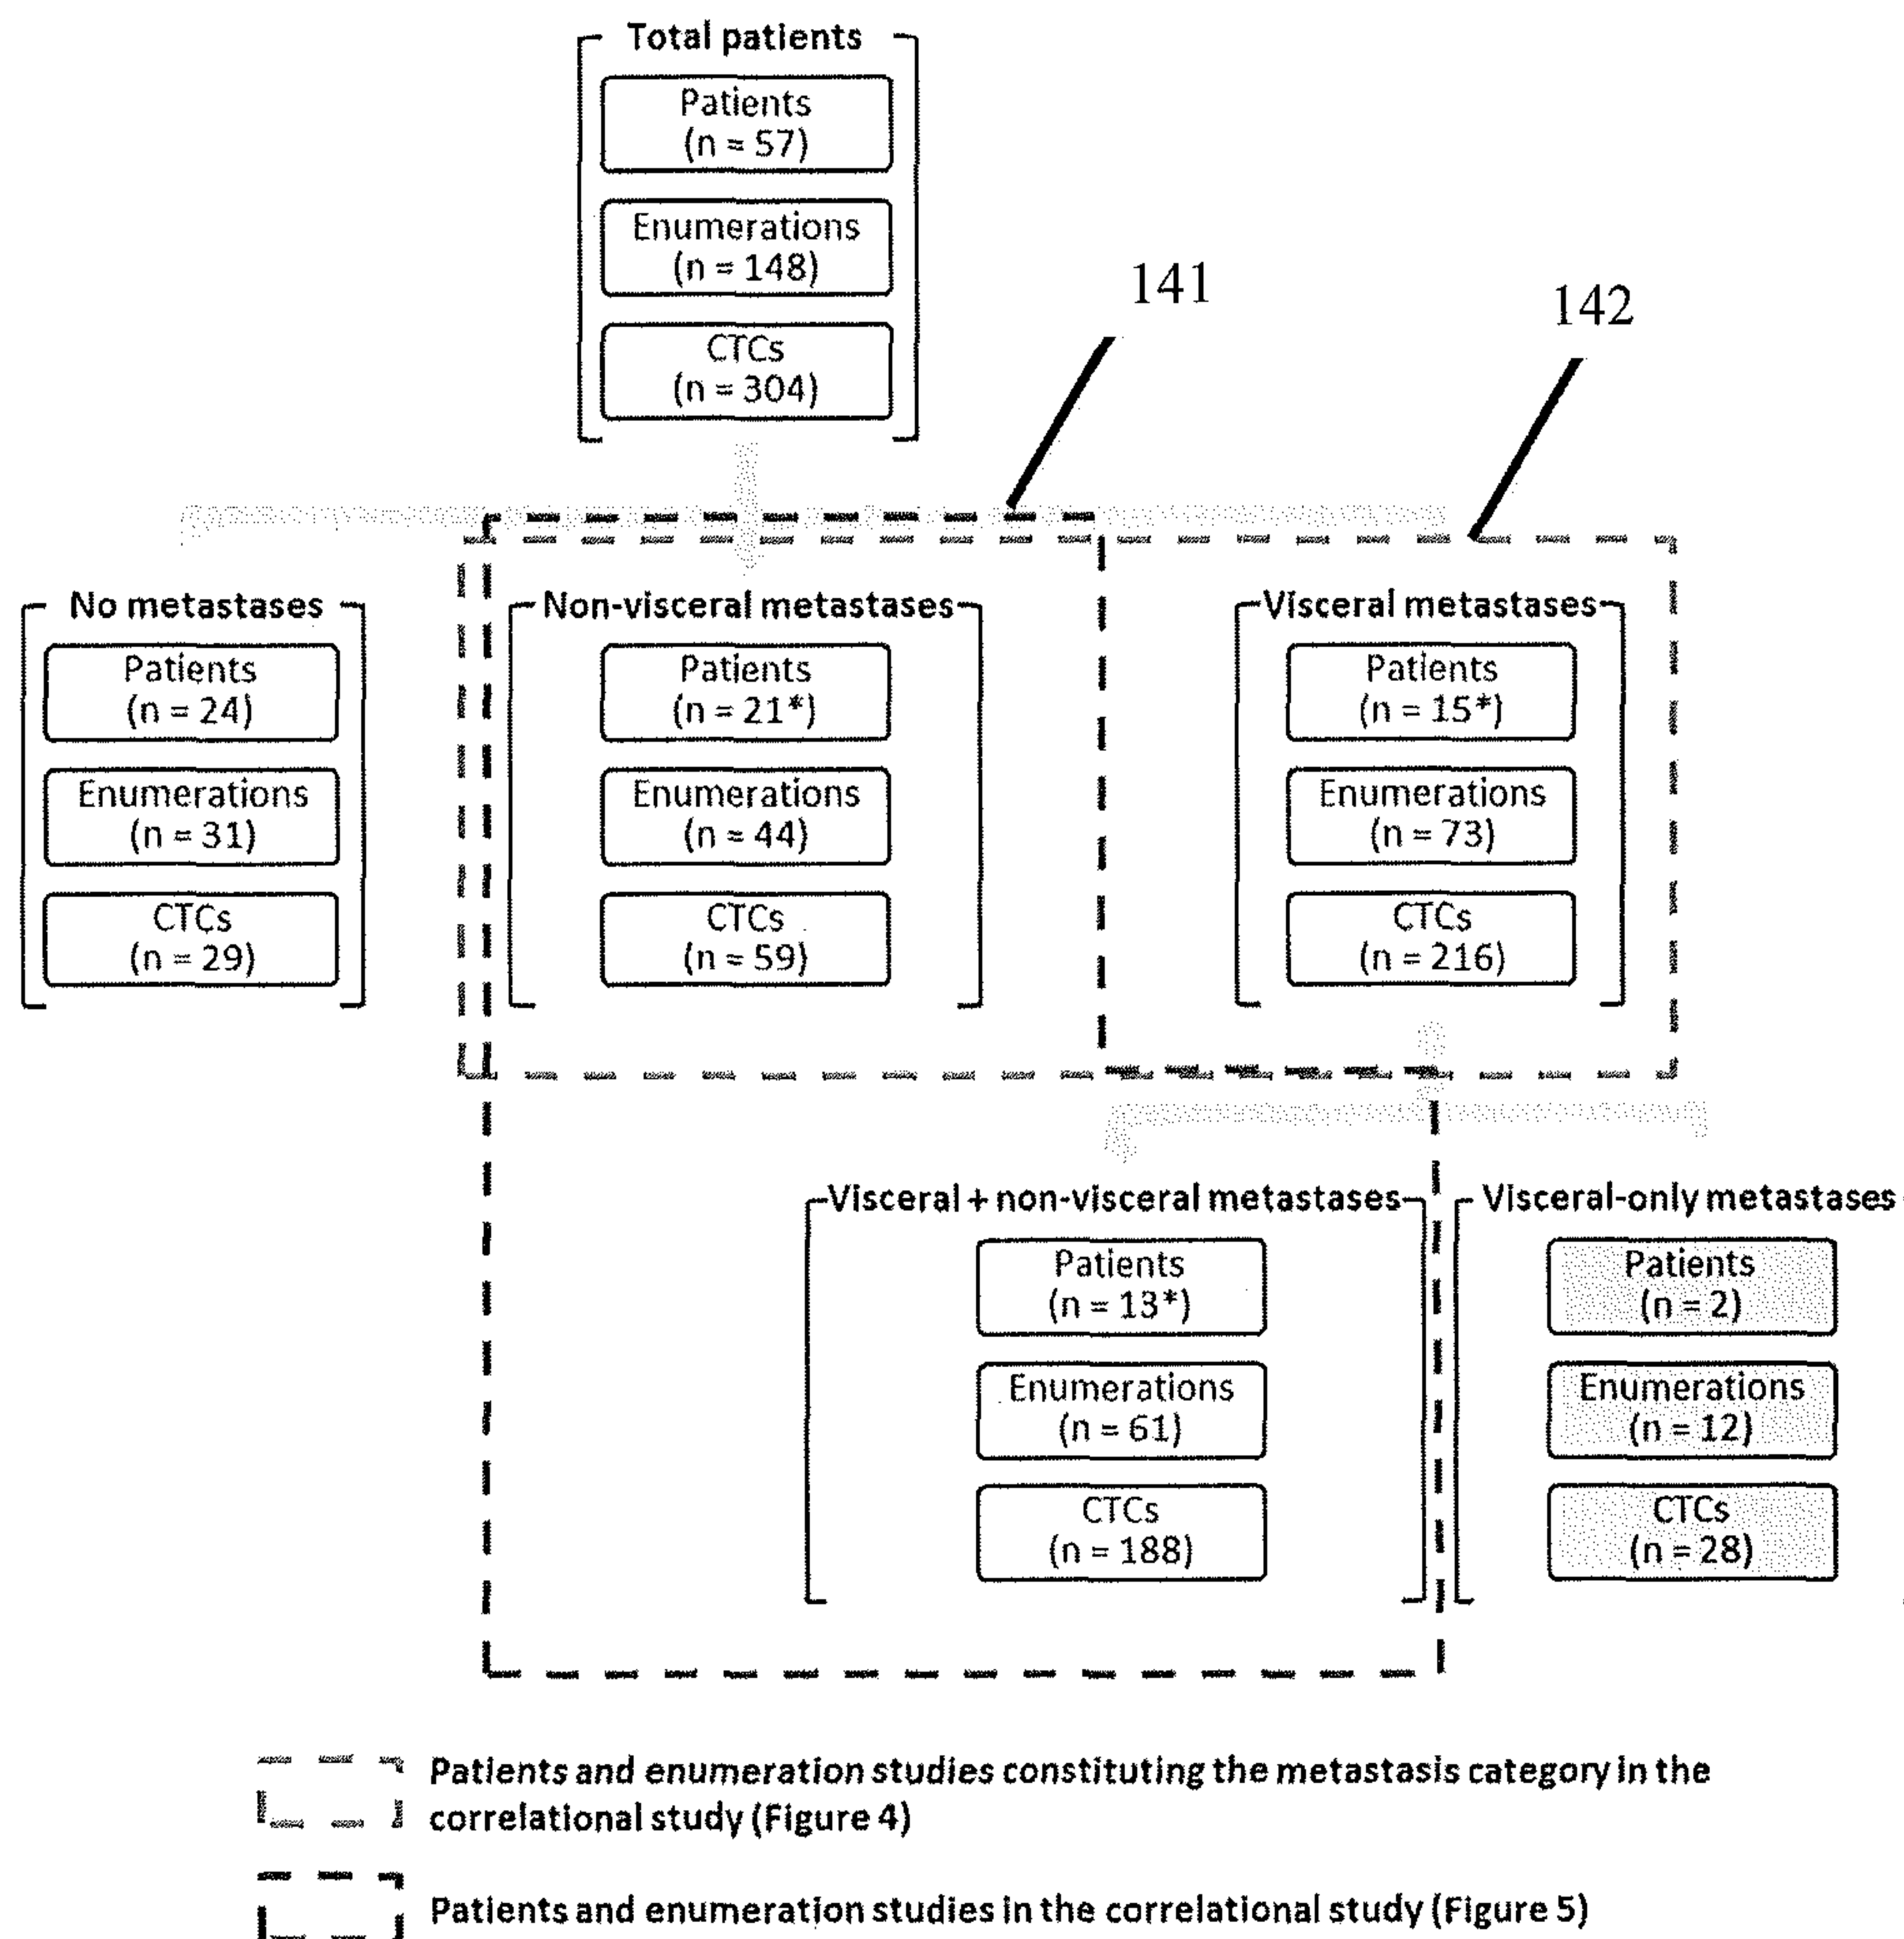 Total patients
Patients
(n = 57)
Enumerations
(n = 148)
CTCs
(n = 304)
141
142
No metastases
Patients
(n = 24)
Enumerations
(n = 31)
CTCs
(n = 29)
Non-visceral metastases
Patients
(n = 21*)
Enumerations
(n = 44)
CTCs
(n = 59)
Visceral metastases
Patients
(n = 15*)
Enumerations
(n = 73)
CTCs
(n = 216)
Visceral + non-visceral metastases
Patients
(n = 13*)
Enumerations
(n = 61)
CTCs
(n = 188)
Visceral-only metastases
Patients
(n = 2)
Enumerations
(n = 12)
CTCs
(n = 28)
Patients and enumeration studies constituting the metastasis category in the
correlational study (Figure 4)
Patients and enumeration studies in the correlational study (Figure 5)